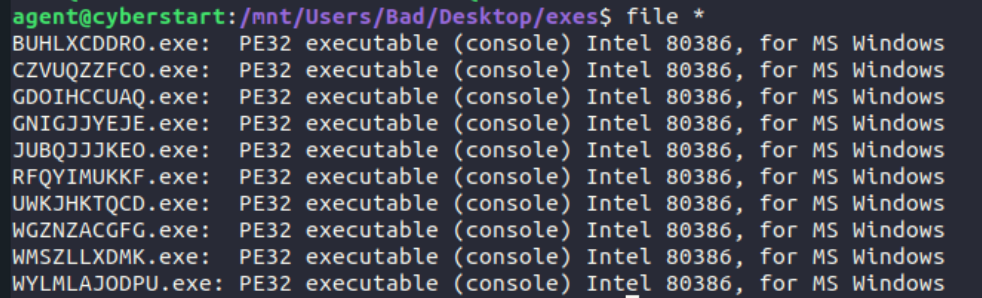 agent@cyberstart:/mnt/Users/Bad/Desktop/exes$ file *
BUHLXCDDRO.exe:  PE32 executable (console) Intel 80386, for MS Windows
CZVUQZZFCO.exe:  PE32 executable (console) Intel 80386, for MS Windows
GDOIHCCUAQ.exe:  PE32 executable (console) Intel 80386, for MS Windows
GNIGJJYEJE.exe:  PE32 executable (console) Intel 80386, for MS Windows
JUBQJJJKEO.exe:  PE32 executable (console) Intel 80386, for MS Windows
RFQYIMUKKF.exe:  PE32 executable (console) Intel 80386, for MS Windows
UWKJHKTQCD.exe:  PE32 executable (console) Intel 80386, for MS Windows
WGZNZACGFG.exe:  PE32 executable (console) Intel 80386, for MS Windows
WMSZLLXDMK.exe:  PE32 executable (console) Intel 80386, for MS Windows
WYLMLAJODPU.exe: PE32 executable (console) Intel 80386, for MS Windows